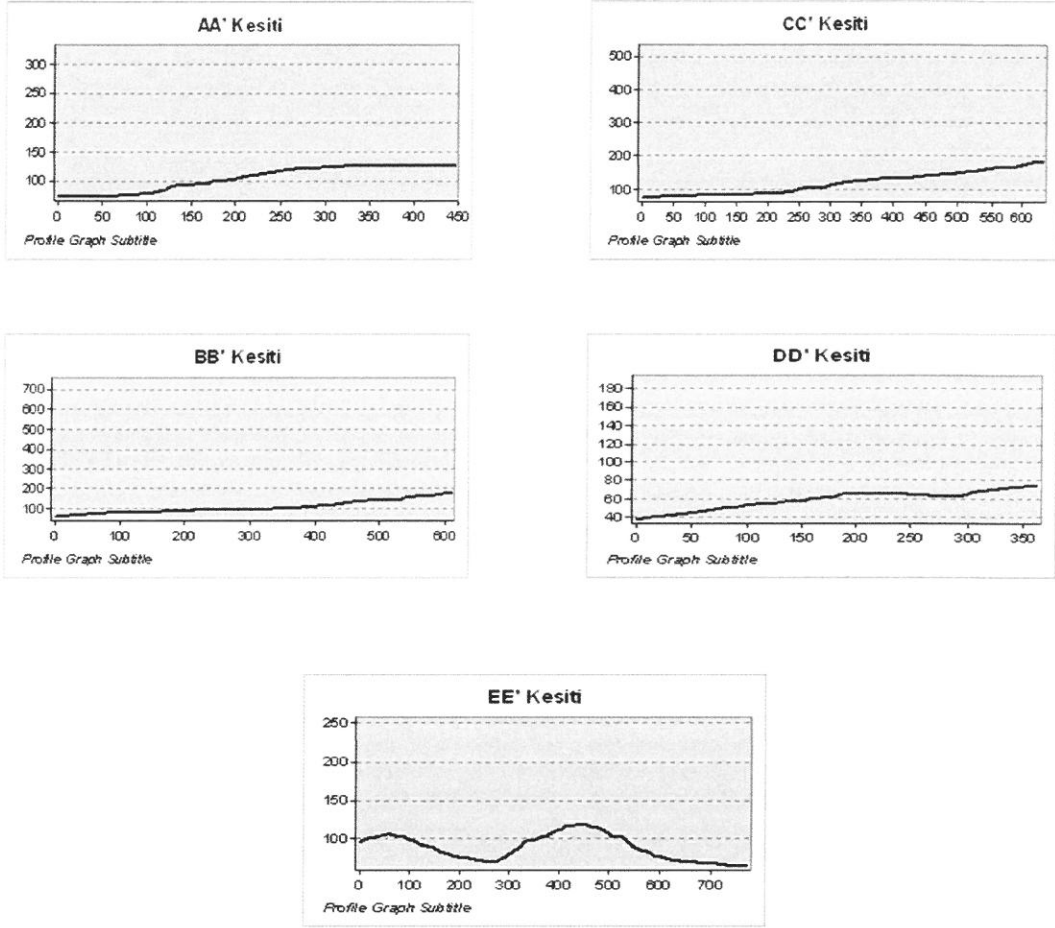 AA' Kesiti
300
250
200
150
100
0 50 100 150 200 250 300 350 400 450
Profile Graph Subtitle
CC' Kesiti
500
400
300
200
100
0 50 100 150 200 250 300 350 400 450 500 550 600
Profile Graph Subtitle
BB' Kesiti
700
600
500
400
300
200
100
0 100 200 300 400 500 600
Profile Graph Subtitle
DD' Kesiti
180
160
140
120
100
80
60
40
0 50 100 150 200 250 300 350
Profile Graph Subtitle
EE' Kesiti
250
200
150
100
0 100 200 300 400 500 600 700
Profile Graph Subtitle